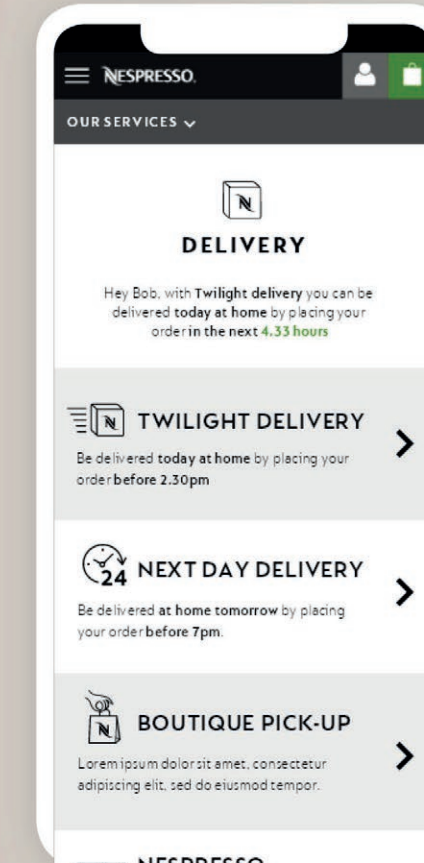 NESPRESSO.
OUR SERVICES
N
DELIVERY
Hey Bob, with Twilight delivery you can be
delivered today at home by placing your
order in the next 4.33 hours
N
TWILIGHT DELIVERY
Be delivered today at home by placing your
order before 2.30pm
24
NEXT DAY DELIVERY
Be delivered at home tomorrow by placing
your order before 7pm.
N
BOUTIQUE PICK-UP
Lorem ipsum dolor sit amet, consectetur
adipiscing elit, sed do eiusmod tempor.
NESPRESSO